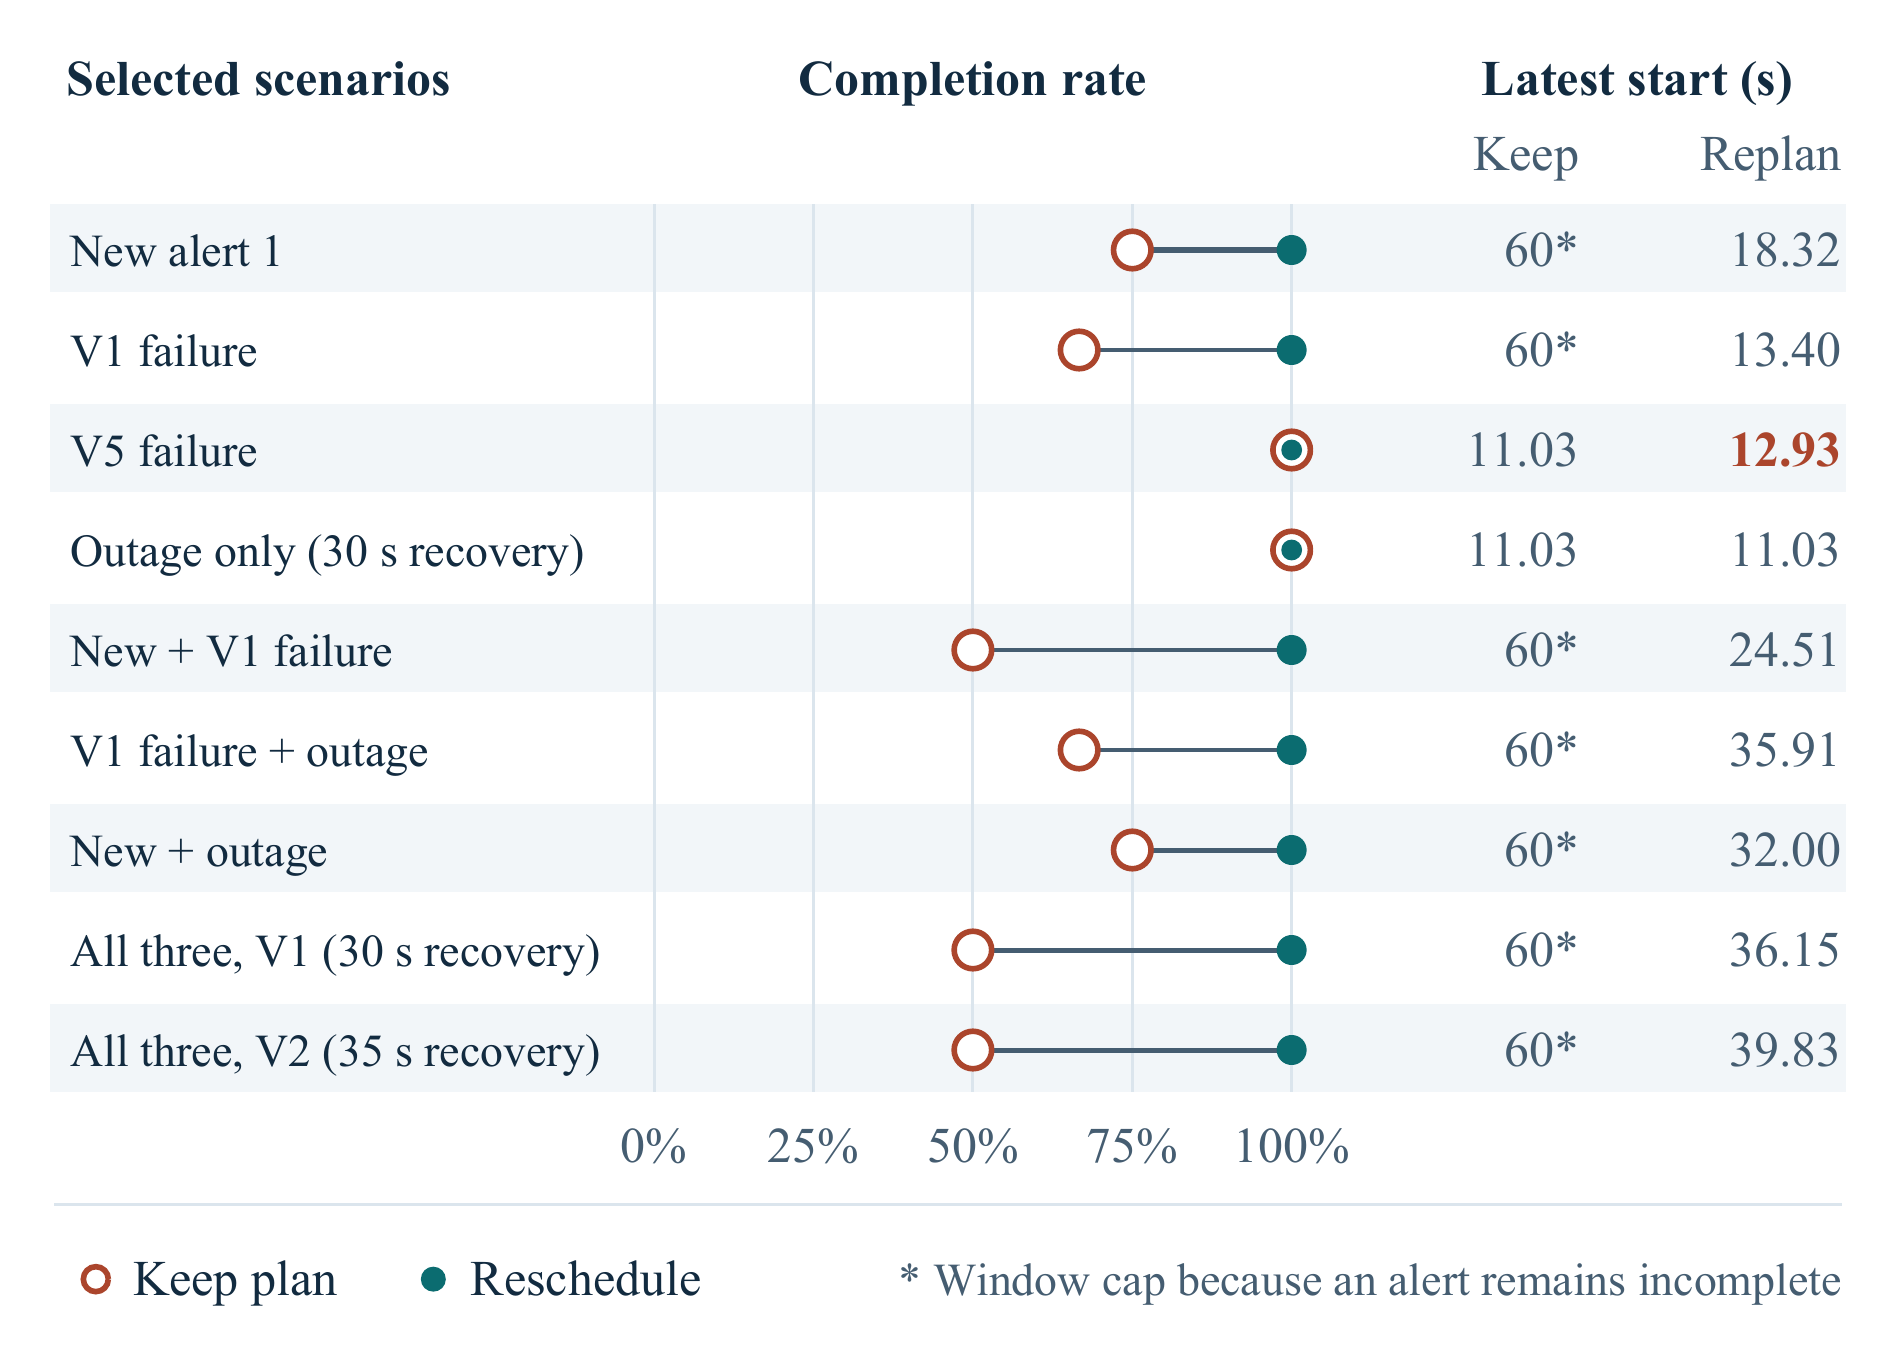 Selected scenarios Completion rate Latest start (s)
Keep Replan
New alert 1 60* 18.32
V1 failure 60* 13.40
V5 failure 11.03 12.93
Outage only (30 s recovery) 11.03 11.03
New + V1 failure 60* 24.51
V1 failure + outage 60* 35.91
New + outage 60* 32.00
All three, V1 (30 s recovery) 60* 36.15
All three, V2 (35 s recovery) 60* 39.83
0% 25% 50% 75% 100%
Keep plan Reschedule * Window cap because an alert remains incomplete